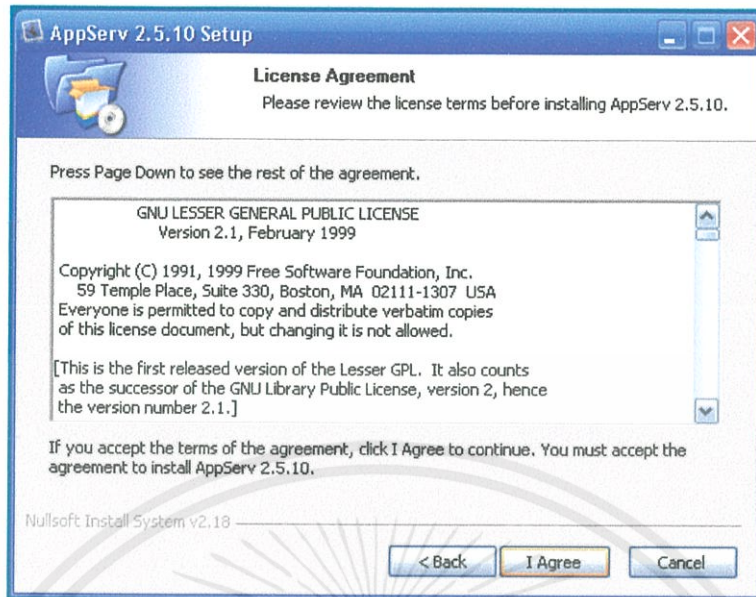 AppServ 2.5.10 Setup
License Agreement
Please review the license terms before installing AppServ 2.5.10.
Press Page Down to see the rest of the agreement.
GNU LESSER GENERAL PUBLIC LICENSE
Version 2.1, February 1999
Copyright (C) 1991, 1999 Free Software Foundation, Inc.
59 Temple Place, Suite 330, Boston, MA 02111-1307 USA
Everyone is permitted to copy and distribute verbatim copies
of this license document, but changing it is not allowed.
[This is the first released version of the Lesser GPL. It also counts
as the successor of the GNU Library Public License, version 2, hence
the version number 2.1.]
If you accept the terms of the agreement, click I Agree to continue. You must accept the
agreement to install AppServ 2.5.10.
Nullsoft Install System v2.18
< Back
I Agree
Cancel